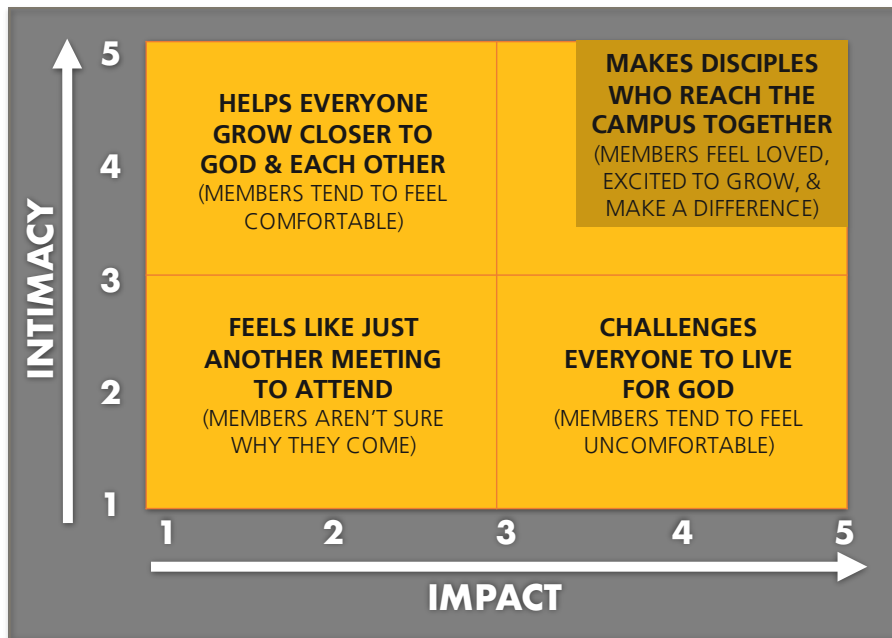 INTIMACY
5
4
3
2
1
HELPS EVERYONE
GROW CLOSER TO
GOD & EACH OTHER
(MEMBERS TEND TO FEEL
COMFORTABLE)
MAKES DISCIPLES
WHO REACH THE
CAMPUS TOGETHER
(MEMBERS FEEL LOVED,
EXCITED TO GROW, &
MAKE A DIFFERENCE)
FEELS LIKE JUST
ANOTHER MEETING
TO ATTEND
(MEMBERS AREN'T SURE
WHY THEY COME)
CHALLENGES
EVERYONE TO LIVE
FOR GOD
(MEMBERS TEND TO FEEL
UNCOMFORTABLE)
1 2 3 4 5
IMPACT